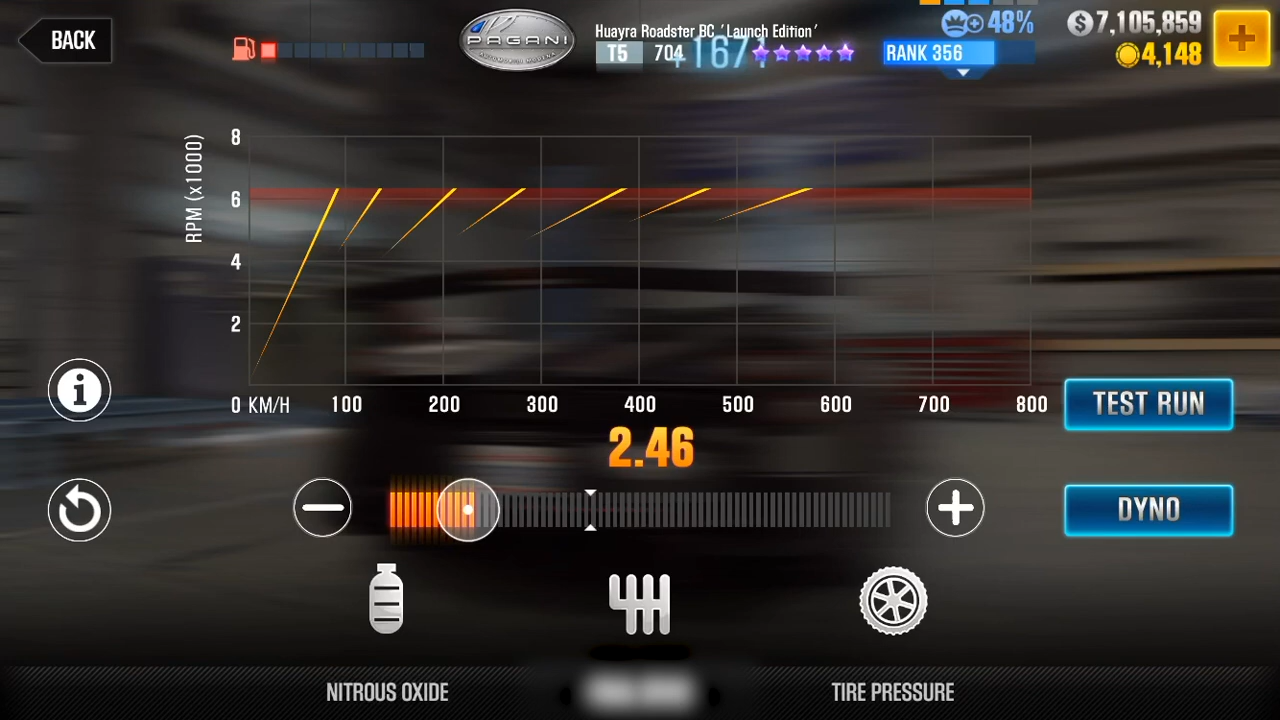 BACK
PAGANI
Huayra Roadster BC 'Launch Edition'
T5 704
48%
RANK 356
$ 7,105,859
4,148
RPM (x1000)
8
6
4
2
0 KM/H 100 200 300 400 500 600 700 800
2.46
TEST RUN
DYNO
NITROUS OXIDE
TIRE PRESSURE